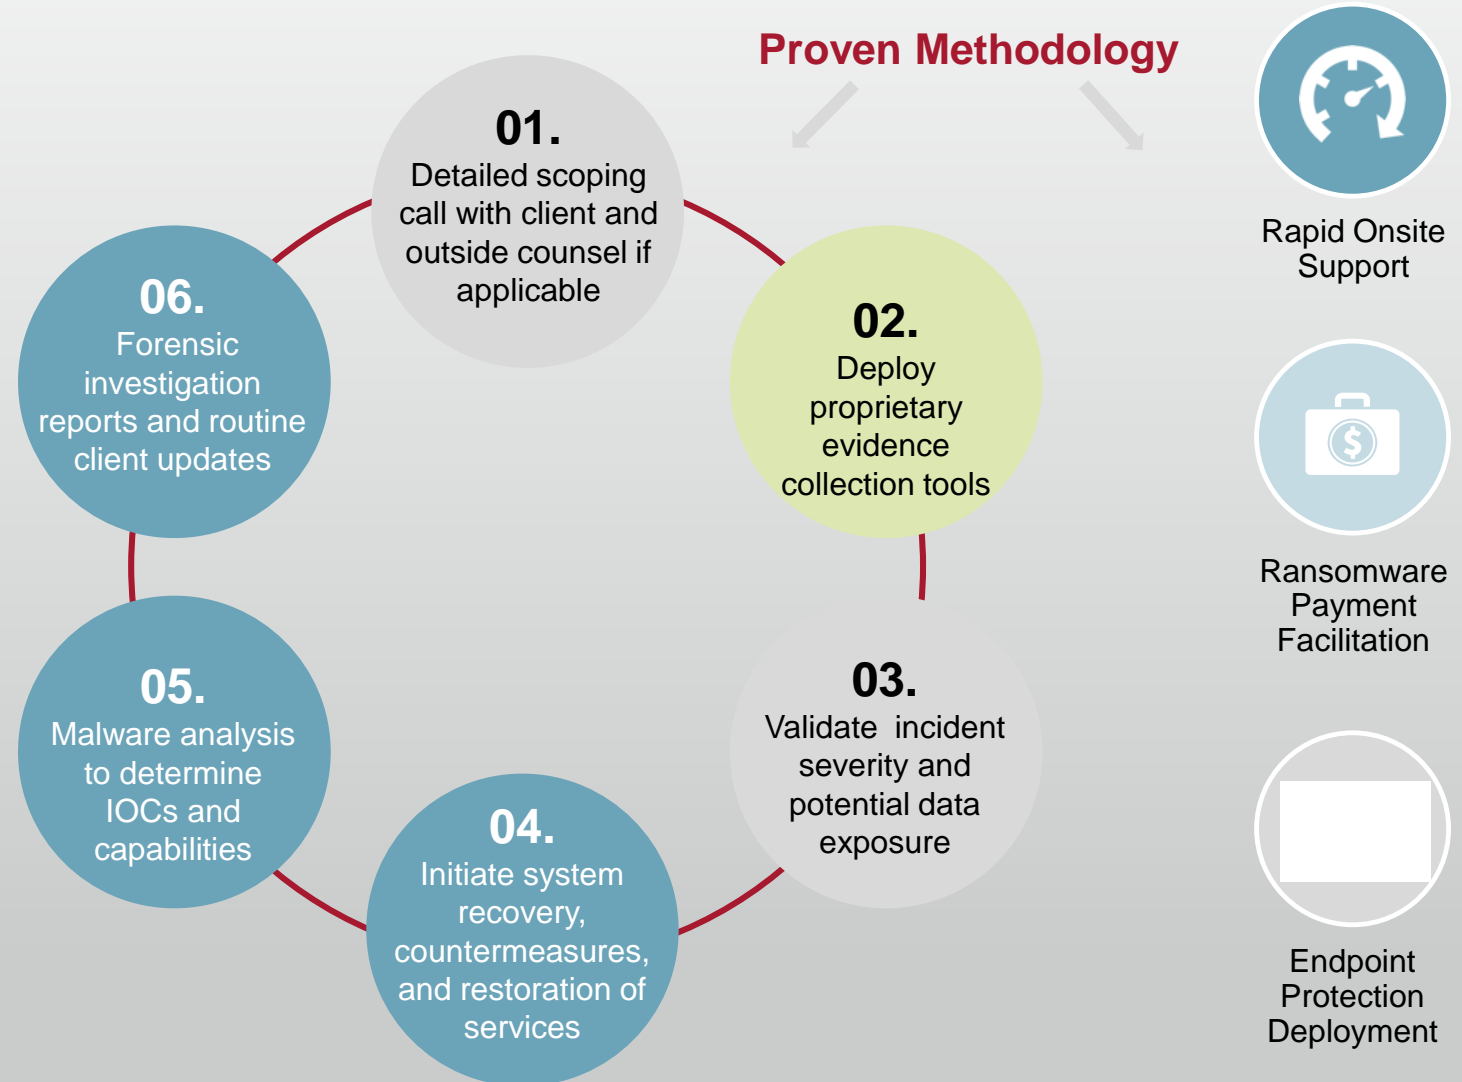 Proven Methodology
01.
Detailed scoping
call with client and
outside counsel if
applicable
02.
Deploy
proprietary
evidence
collection tools
03.
Validate  incident
severity and
potential data
exposure
04.
Initiate system
recovery,
countermeasures,
and restoration of
services
05.
Malware analysis
to determine
IOCs and
capabilities
06.
Forensic
investigation
reports and routine
client updates
Rapid Onsite
Support
$
Ransomware
Payment
Facilitation
Endpoint
Protection
Deployment